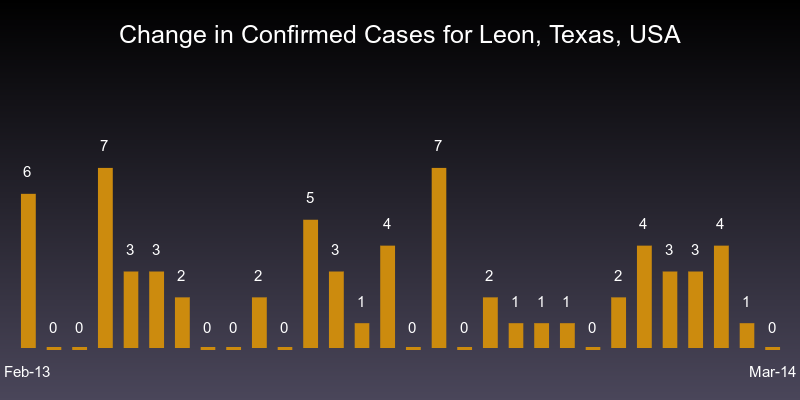 Change in Confirmed Cases for Leon, Texas, USA
6 0 0 7 3 3 2 0 0 2 0 5 3 1 4 0 7 0 2 1 1 1 0 2 4 3 3 4 1 0
Feb-13 Mar-14